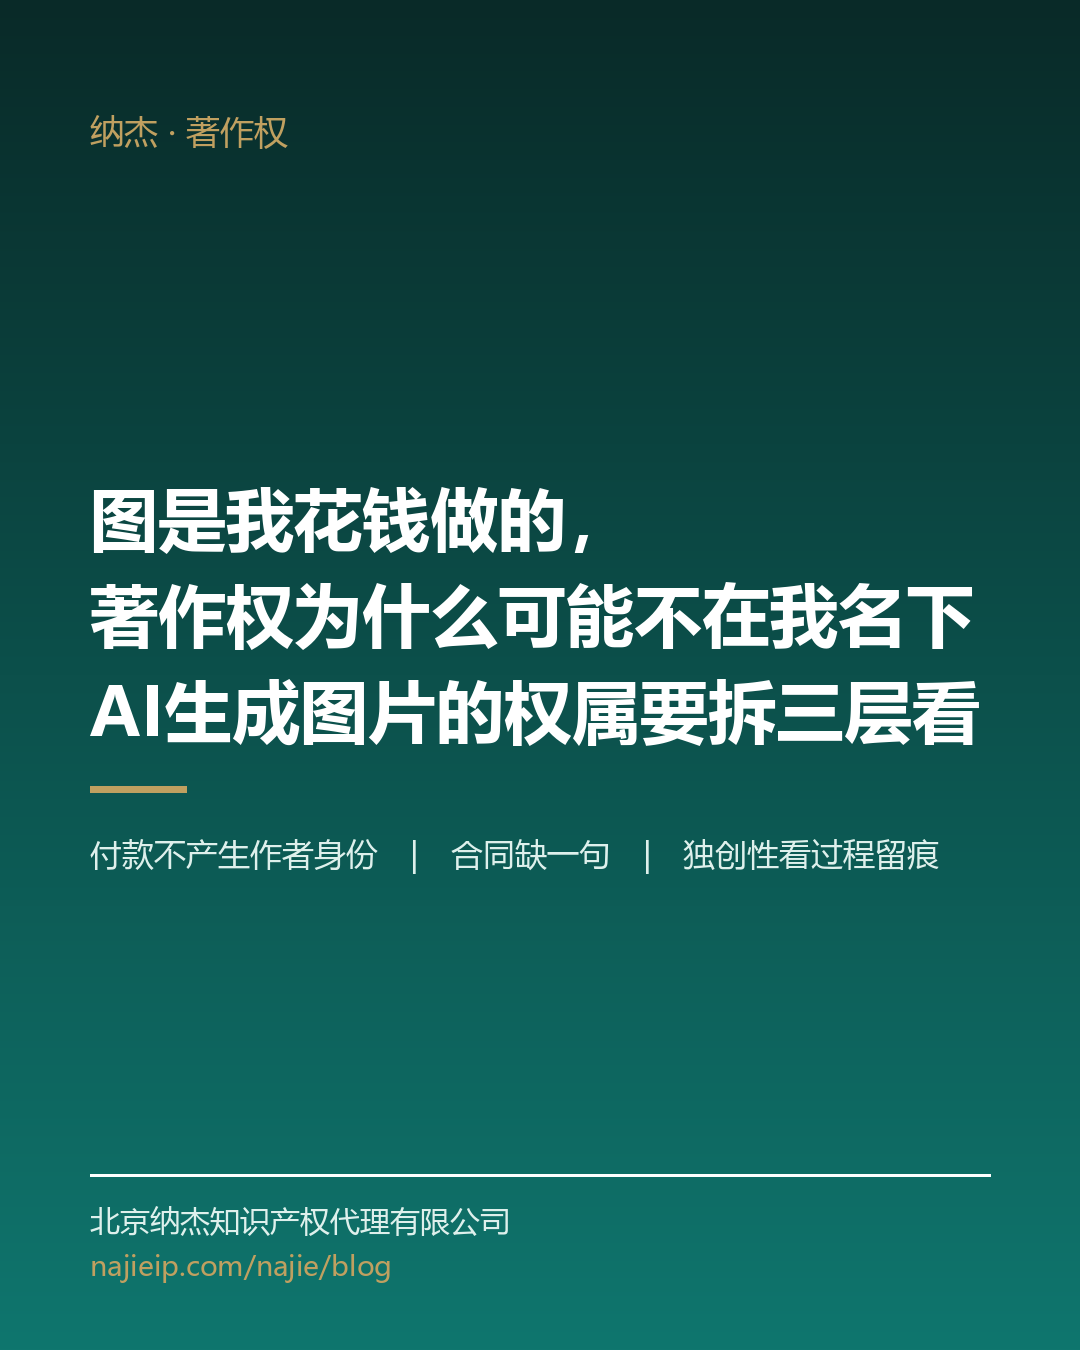 纳杰 · 著作权
图是我花钱做的，
著作权为什么可能不在我名下
AI生成图片的权属要拆三层看
付款不产生作者身份 | 合同缺一句 | 独创性看过程留痕
北京纳杰知识产权代理有限公司
najieip.com/najie/blog